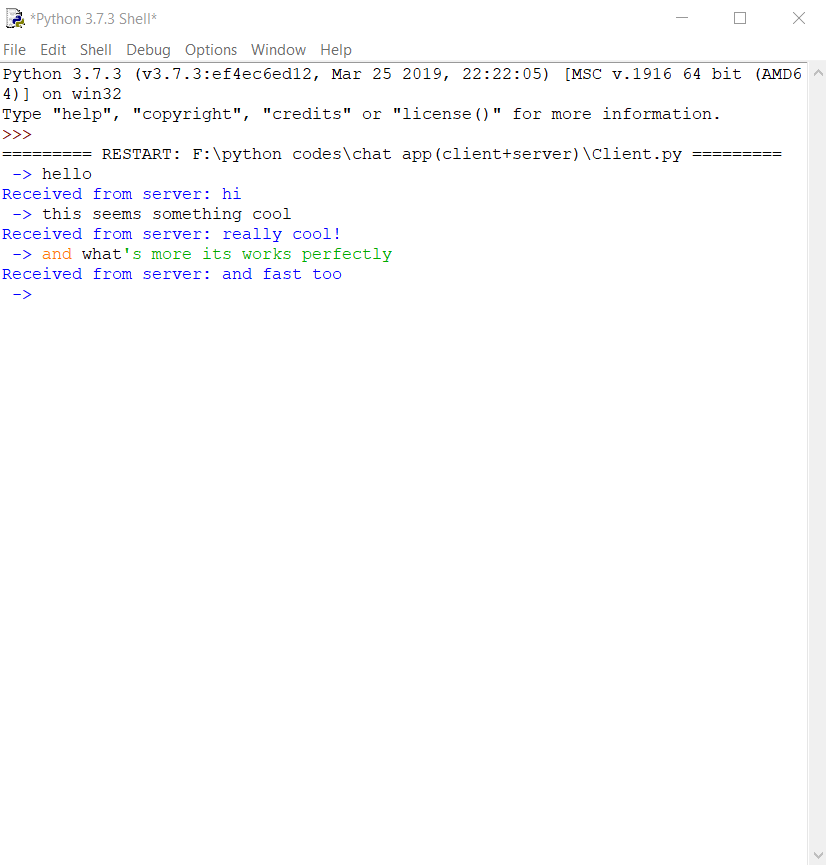 *Python 3.7.3 Shell*
File Edit Shell Debug Options Window Help
Python 3.7.3 (v3.7.3:ef4ec6ed12, Mar 25 2019, 22:22:05) [MSC v.1916 64 bit (AMD6
4)] on win32
Type "help", "copyright", "credits" or "license()" for more information.
>>>
========= RESTART: F:\python codes\chat app(client+server)\Client.py =========
 -> hello
Received from server: hi
 -> this seems something cool
Received from server: really cool!
 -> and what's more its works perfectly
Received from server: and fast too
 ->